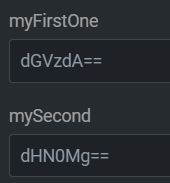 myFirstOne
dGVzdA==
mySecond
dHN0Mg==